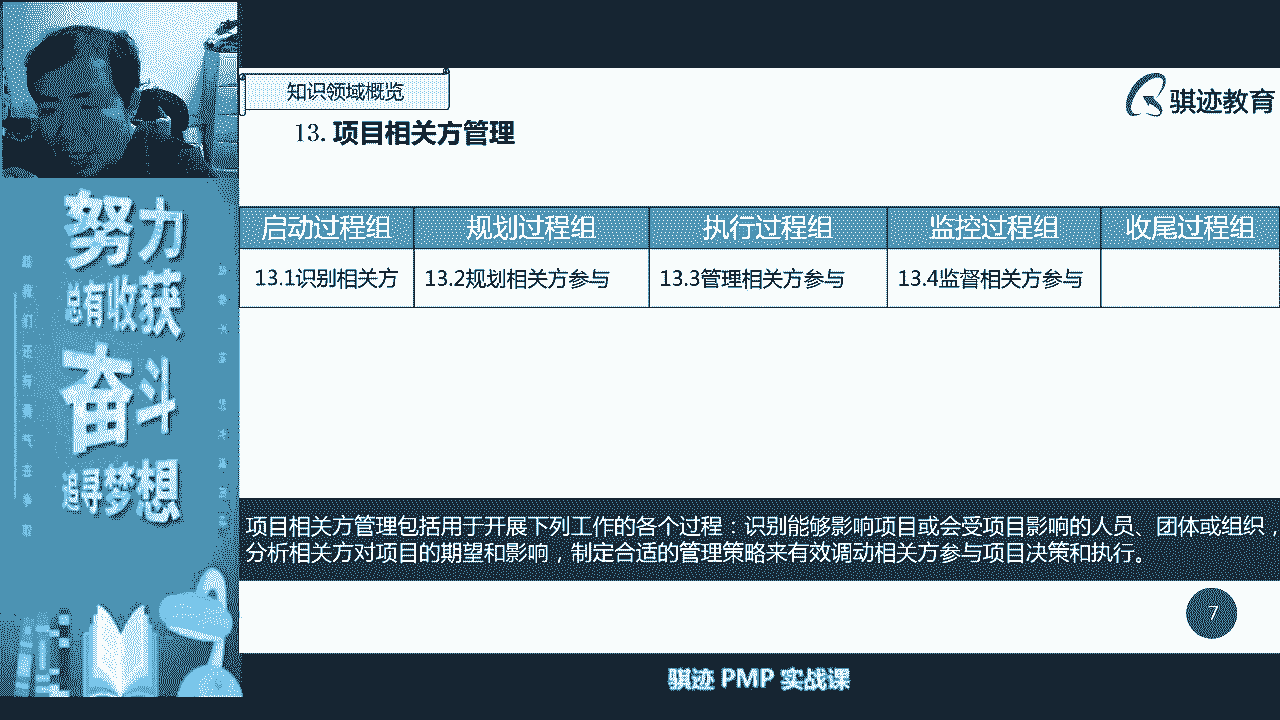 知识领域概览
骐迹教育
13. 项目相关方管理
启动过程组 规划过程组 执行过程组 监控过程组 收尾过程组
13.1识别相关方 13.2规划相关方参与 13.3管理相关方参与 13.4监督相关方参与
努力
总有收获
奋斗
追寻梦想
项目相关方管理包括用于开展下列工作的各个过程:识别能够影响项目或会受项目影响的人员、团体或组织,
分析相关方对项目的期望和影响,制定合适的管理策略来有效调动相关方参与项目决策和执行。
7
骐迹 PMP 实战课